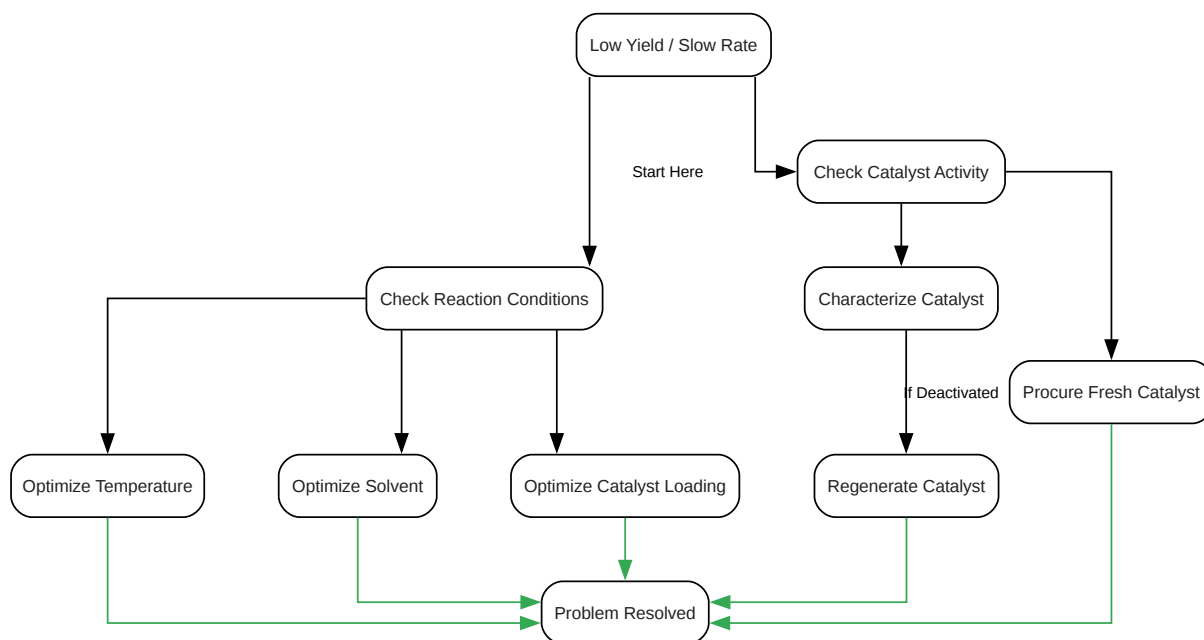 Low Yield / Slow Rate
Start Here
Check Catalyst Activity
Check Reaction Conditions
Characterize Catalyst
If Deactivated
Procure Fresh Catalyst
Optimize Temperature
Optimize Solvent
Optimize Catalyst Loading
Regenerate Catalyst
Problem Resolved